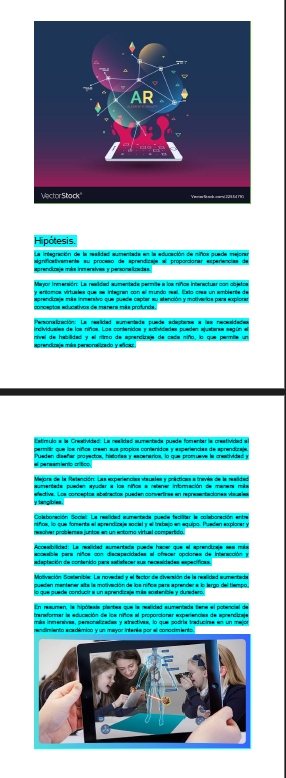 AR
VectorStock®
VectorStock.com/22534710
Hipótesis.
La integración de la realidad aumentada en la educación de niños puede mejorar
significativamente su proceso de aprendizaje al proporcionar experiencias de
aprendizaje más inmersivas y personalizadas.
Mayor Inmersión: La realidad aumentada permite a los niños interactuar con objetos
y entornos virtuales que se integran con el mundo real. Esto crea un ambiente de
aprendizaje más inmersivo que puede captar su atención y motivarlos para explorar
conceptos educativos de manera más profunda.
Personalización: La realidad aumentada puede adaptarse a las necesidades
individuales de los niños. Los contenidos y actividades pueden ajustarse según el
nivel de habilidad y el ritmo de aprendizaje de cada niño, lo que permite un
aprendizaje más personalizado y eficaz.
Estímulo a la Creatividad: La realidad aumentada puede fomentar la creatividad al
permitir que los niños creen sus propios contenidos y experiencias de aprendizaje.
Pueden diseñar proyectos, historias y escenarios, lo que promueve la creatividad y
el pensamiento crítico.
Mejora de la Retención: Las experiencias visuales y prácticas a través de la realidad
aumentada pueden ayudar a los niños a retener información de manera más
efectiva. Los conceptos abstractos pueden convertirse en representaciones visuales
y tangibles.
Colaboración Social: La realidad aumentada puede facilitar la colaboración entre
niños, lo que fomenta el aprendizaje social y el trabajo en equipo. Pueden explorar y
resolver problemas juntos en un entorno virtual compartido.
Accesibilidad: La realidad aumentada puede hacer que el aprendizaje sea más
accesible para niños con discapacidades al ofrecer opciones de interacción y
adaptación de contenido para satisfacer sus necesidades específicas.
Motivación Sostenible: La novedad y el factor de diversión de la realidad aumentada
pueden mantener alta la motivación de los niños para aprender a lo largo del tiempo,
lo que puede conducir a un aprendizaje más sostenible y duradero.
En resumen, la hipótesis plantea que la realidad aumentada tiene el potencial de
transformar la educación de los niños al proporcionar experiencias de aprendizaje
más inmersivas, personalizadas y atractivas, lo que podría traducirse en un mejor
rendimiento académico y un mayor interés por el conocimiento.